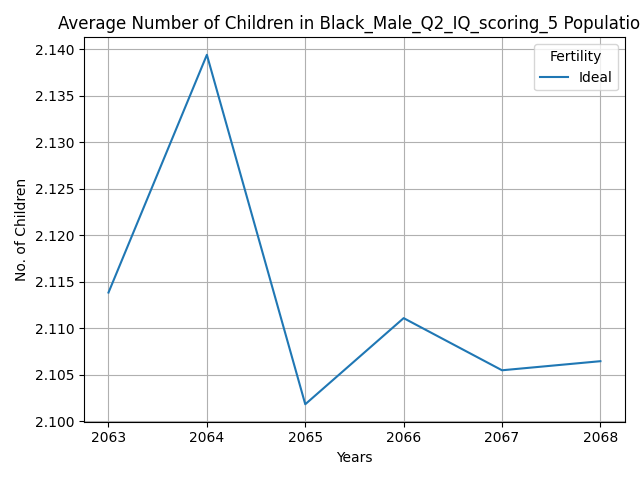 Average Number of Children in Black_Male_Q2_IQ_scoring_5 Populatio
2.140
2.135
2.130
2.125
2.120
2.115
2.110
2.105
2.100
No. of Children
Fertility
Ideal
2063 2064 2065 2066 2067 2068
Years